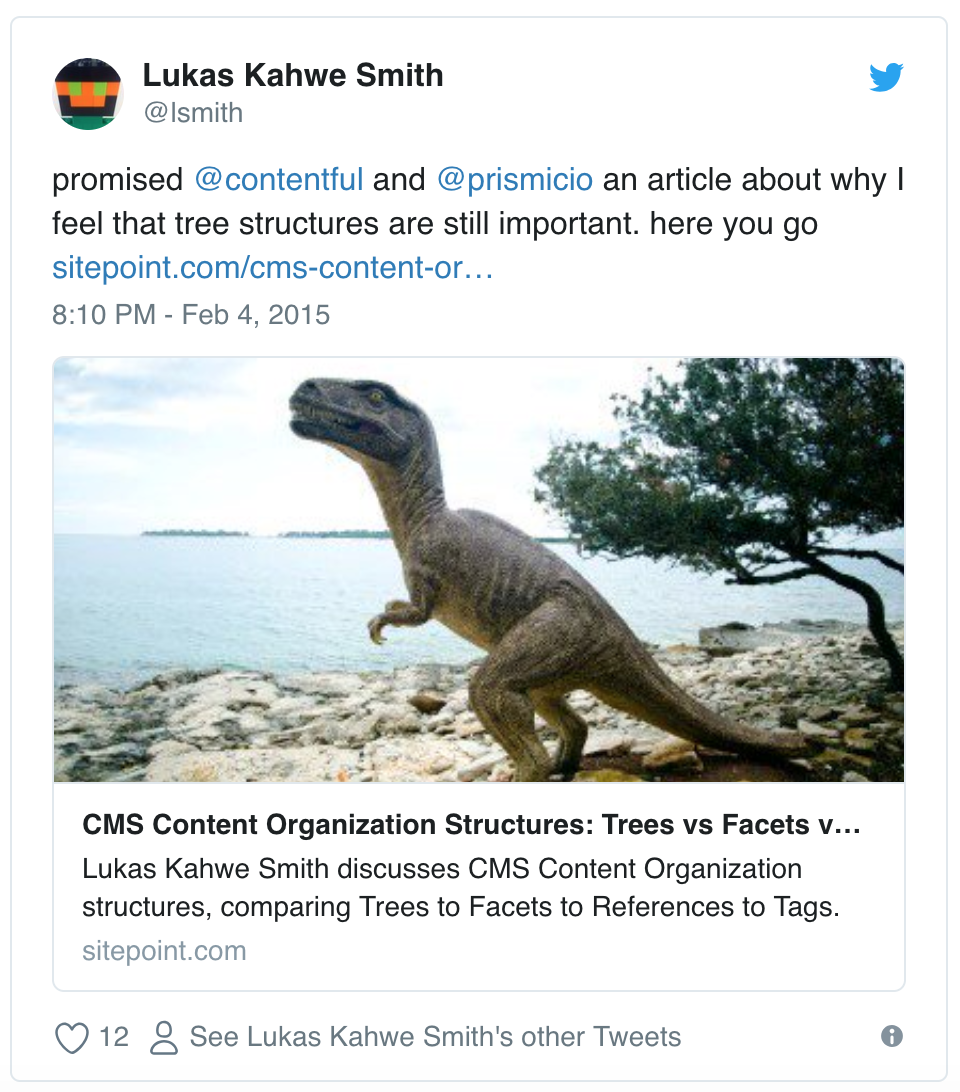 Lukas Kahwe Smith
@lsmith
promised @contentful and @prismicio an article about why I
feel that tree structures are still important. here you go
sitepoint.com/cms-content-or…
8:10 PM - Feb 4, 2015
CMS Content Organization Structures: Trees vs Facets v…
Lukas Kahwe Smith discusses CMS Content Organization
structures, comparing Trees to Facets to References to Tags.
sitepoint.com
12 See Lukas Kahwe Smith's other Tweets